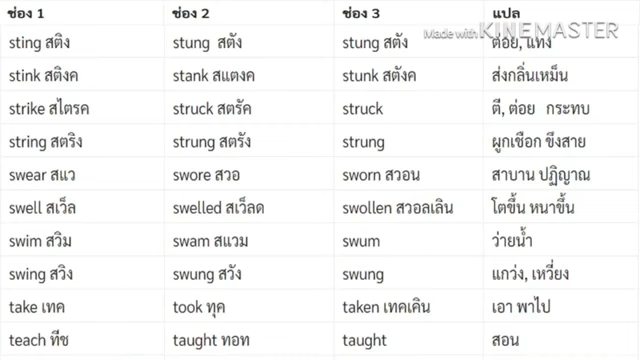 ช่อง 1 ช่อง 2 ช่อง 3 แปล
Made with KINEMASTER
sting สติง stung สตัง stung สตัง ต่อย, แทง
stink สติงค stank สแตงค stunk สตังค ส่งกลิ่นเหม็น
strike สไตรค struck สตรัค struck ตี, ต่อย กระทบ
string สตริง strung สตรัง strung ผูกเชือก ขึงสาย
swear สแว swore สวอ sworn สวอน สาบาน ปฏิญาณ
swell สเว็ล swelled สเว็ลด swollen สวอลเลิน โตขึ้น หนาขึ้น
swim สวิม swam สแวม swum ว่ายน้ำ
swing สวิง swung สวัง swung แกว่ง, เหวี่ยง
take เทค took ทุค taken เทคเคิน เอา พาไป
teach ทีช taught ทอท taught สอน